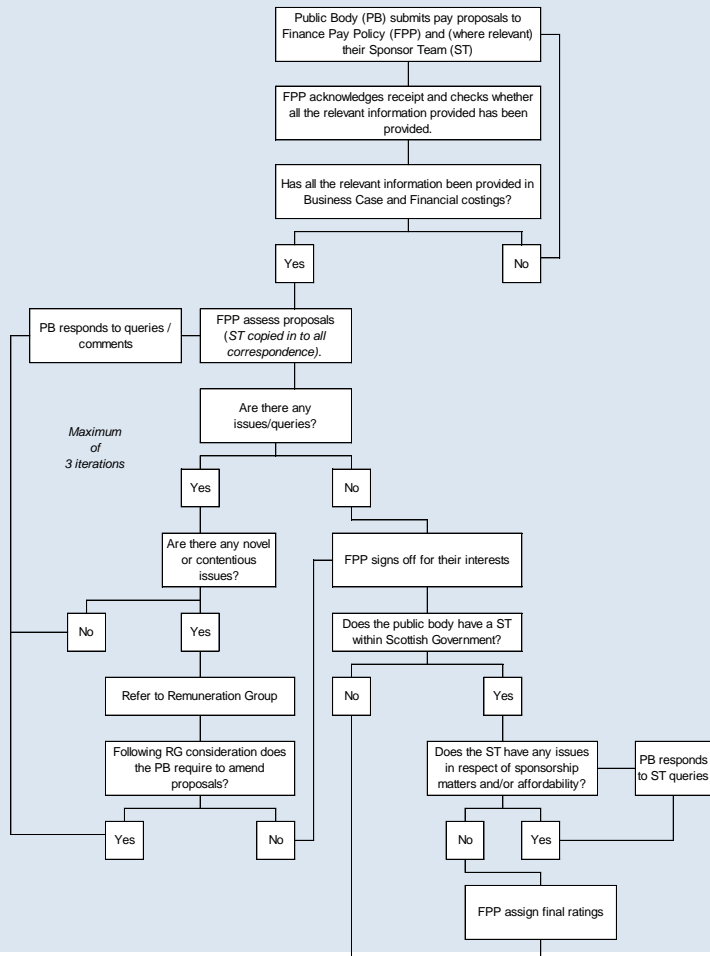 Public Body (PB) submits pay proposals to
Finance Pay Policy (FPP) and (where relevant)
their Sponsor Team (ST)
FPP acknowledges receipt and checks whether
all the relevant information provided has been
provided.
Has all the relevant information been provided in
Business Case and Financial costings?
Yes
No
PB responds to queries /
comments
FPP assess proposals
(ST copied in to all
correspondence).
Are there any
issues/queries?
Maximum
of
3 iterations
Yes
No
Are there any novel
or contentious
issues?
FPP signs off for their interests
No
Yes
Does the public body have a ST
within Scottish Government?
Refer to Remuneration Group
No
Yes
Following RG consideration does
the PB require to amend
proposals?
Does the ST have any issues
in respect of sponsorship
matters and/or affordability?
PB responds
to ST queries
Yes
No
No
Yes
FPP assign final ratings